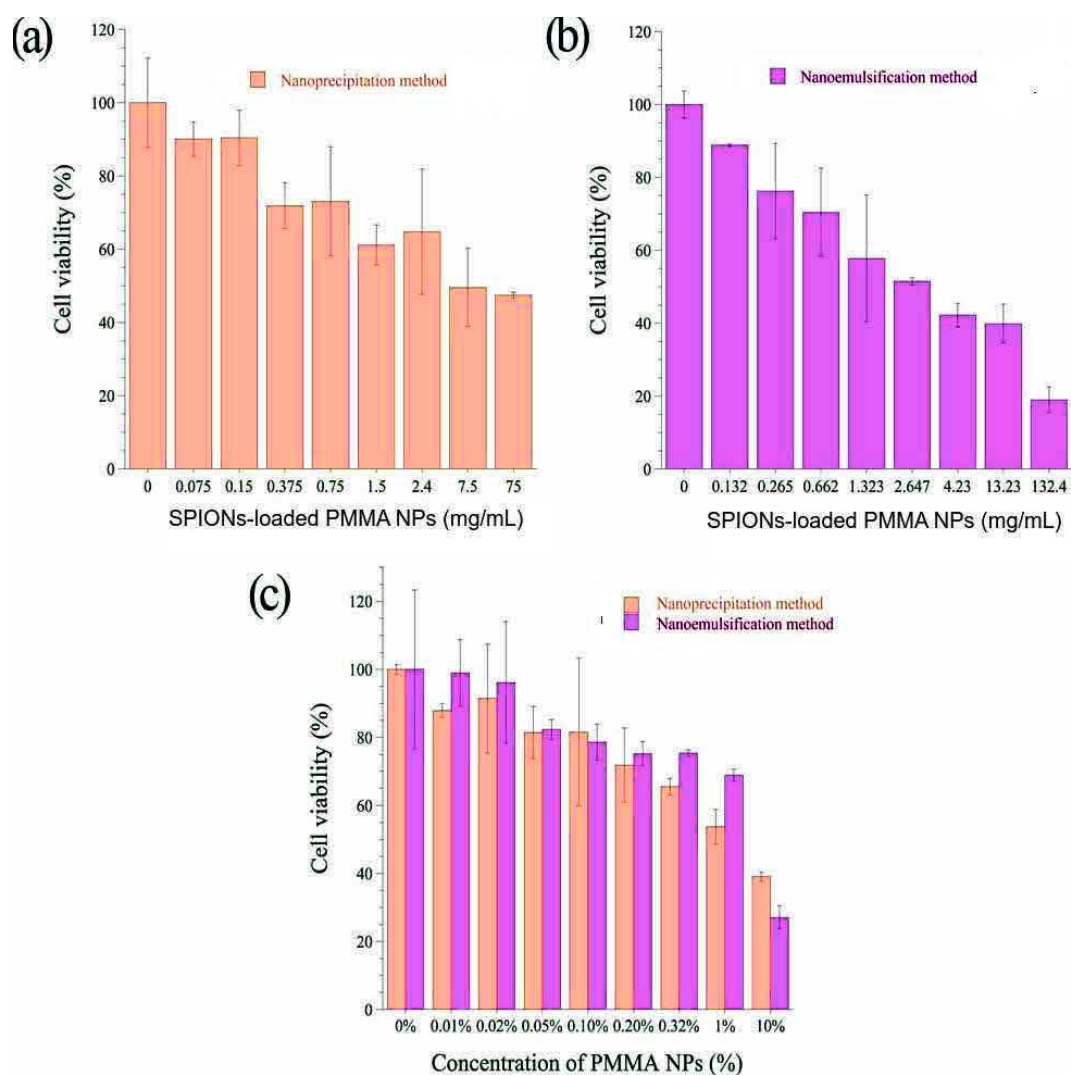 (a)
120
100
80
60
40
20
0
Cell viability (%)
Nanoprecipitation method
0 0.075 0.15 0.375 0.75 1.5 2.4 7.5 75
SPIONs-loaded PMMA NPs (mg/mL)
(b)
120
100
80
60
40
20
0
Cell viability (%)
Nanoemulsification method
0 0.132 0.265 0.662 1.323 2.647 4.23 13.23 132.4
SPIONs-loaded PMMA NPs (mg/mL)
(c)
120
100
80
60
40
20
0
Cell viability (%)
Nanoprecipitation method
Nanoemulsification method
0% 0.01% 0.02% 0.05% 0.10% 0.20% 0.32% 1% 10%
Concentration of PMMA NPs (%)